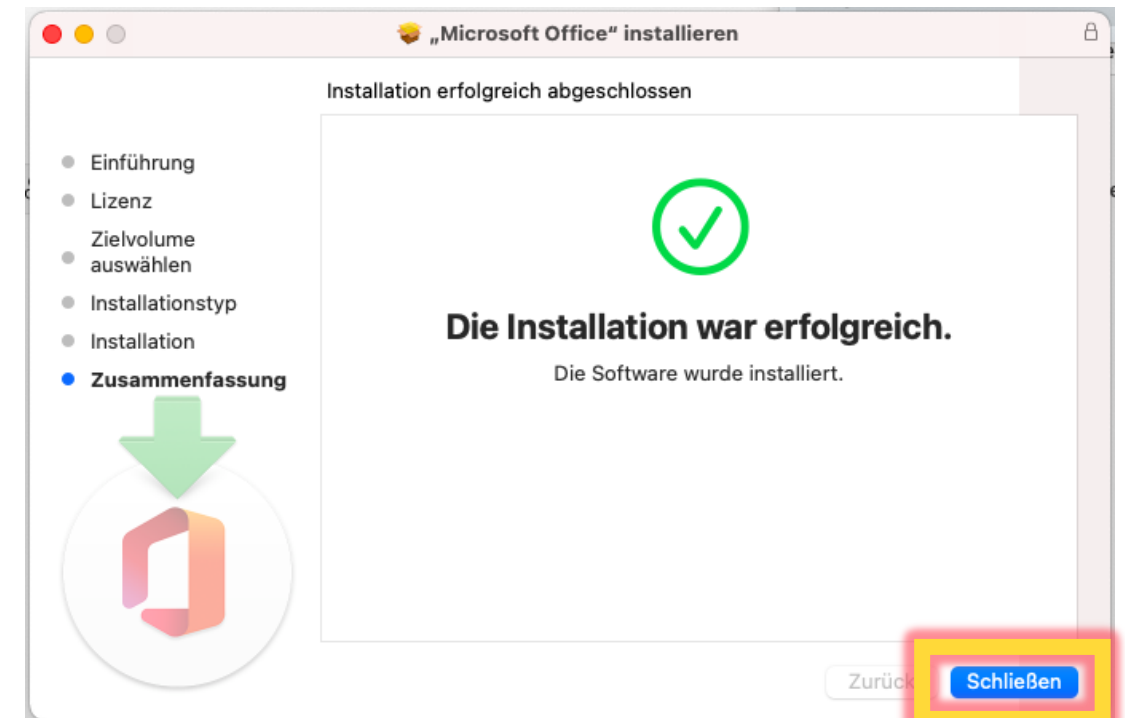 „Microsoft Office“ installieren
Installation erfolgreich abgeschlossen
Einführung
Lizenz
Zielvolume
auswählen
Installationstyp
Installation
Zusammenfassung
Die Installation war erfolgreich.
Die Software wurde installiert.
Zurück
Schließen